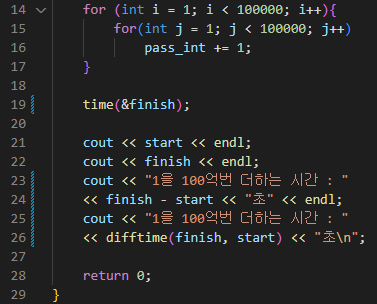 14 for (int i = 1; i < 100000; i++){
15 for(int j = 1; j < 100000; j++)
16 pass_int += 1;
17 }
18
19 time(&finish);
20
21 cout << start << endl;
22 cout << finish << endl;
23 cout << "1을 100억번 더하는 시간 : "
24 << finish - start << "초" << endl;
25 cout << "1을 100억번 더하는 시간 : "
26 << difftime(finish, start) << "초\n";
27
28 return 0;
29 }